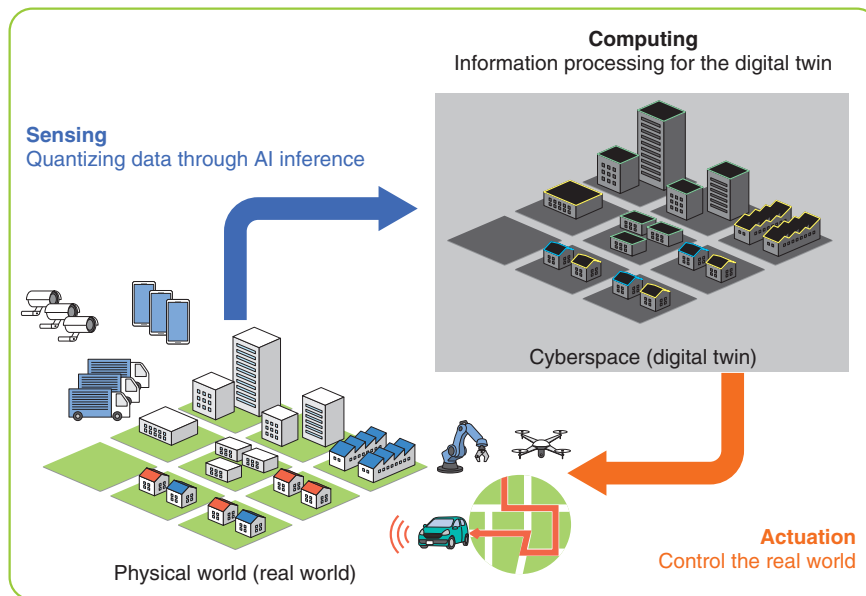 Computing
Information processing for the digital twin
Sensing
Quantizing data through AI inference
Cyberspace (digital twin)
Physical world (real world)
Actuation
Control the real world